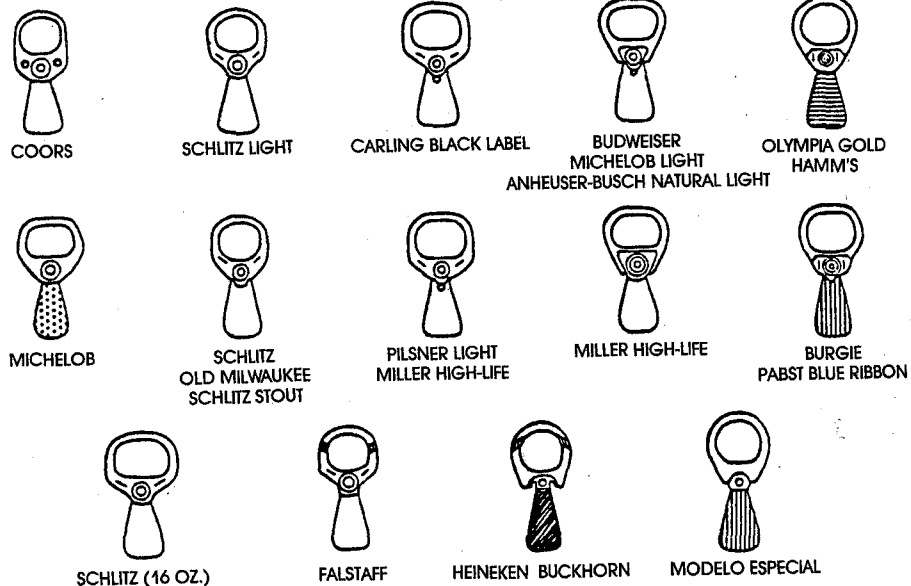 COORS
SCHLITZ LIGHT
CARLING BLACK LABEL
BUDWEISER
MICHELOB LIGHT
ANHEUSER-BUSCH NATURAL LIGHT
OLYMPIA GOLD
HAMM'S
MICHELOB
SCHLITZ
OLD MILWAUKEE
SCHLITZ STOUT
PILSNER LIGHT
MILLER HIGH-LIFE
MILLER HIGH-LIFE
BURGIE
PABST BLUE RIBBON
SCHLITZ (16 OZ.)
FALSTAFF
HEINEKEN BUCKHORN
MODELO ESPECIAL